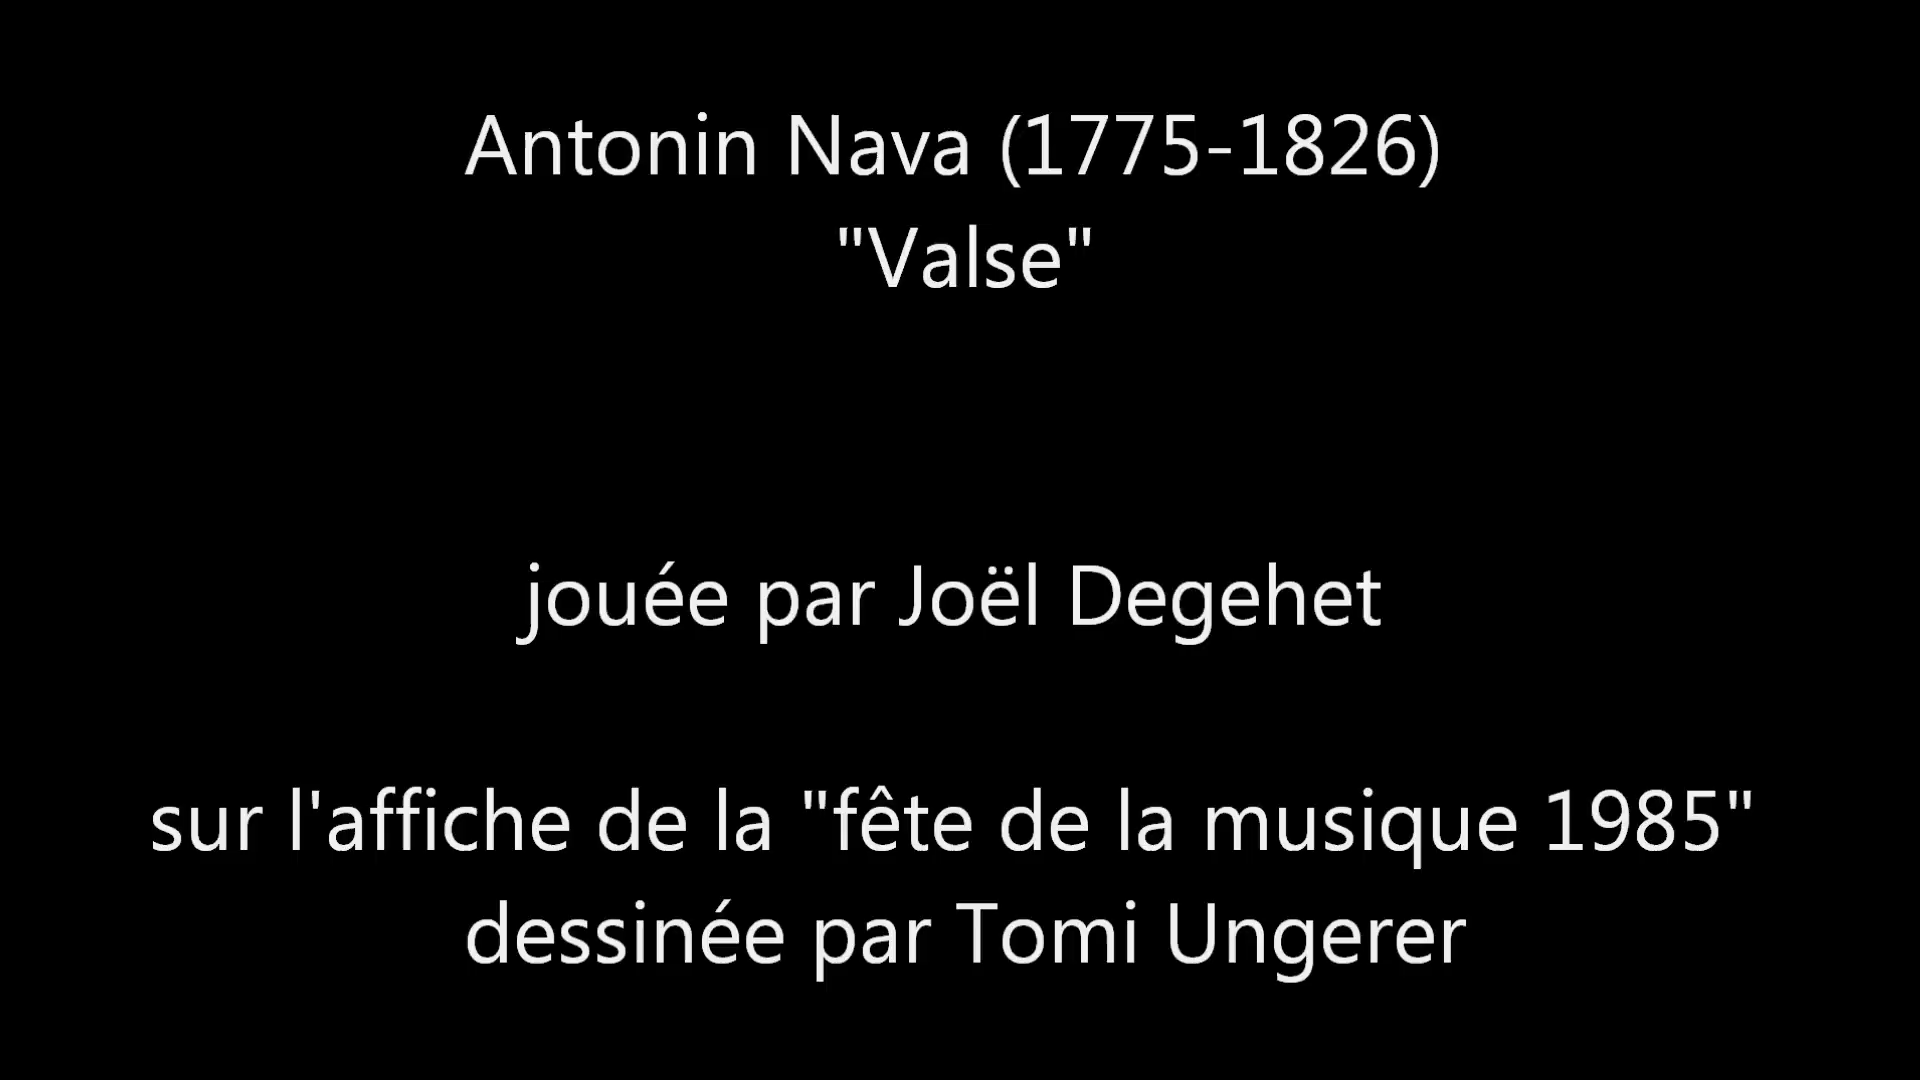 Antonin Nava (1775-1826)
"Valse"
jouée par Joël Degehet
sur l'affiche de la "fête de la musique 1985"
dessinée par Tomi Ungerer